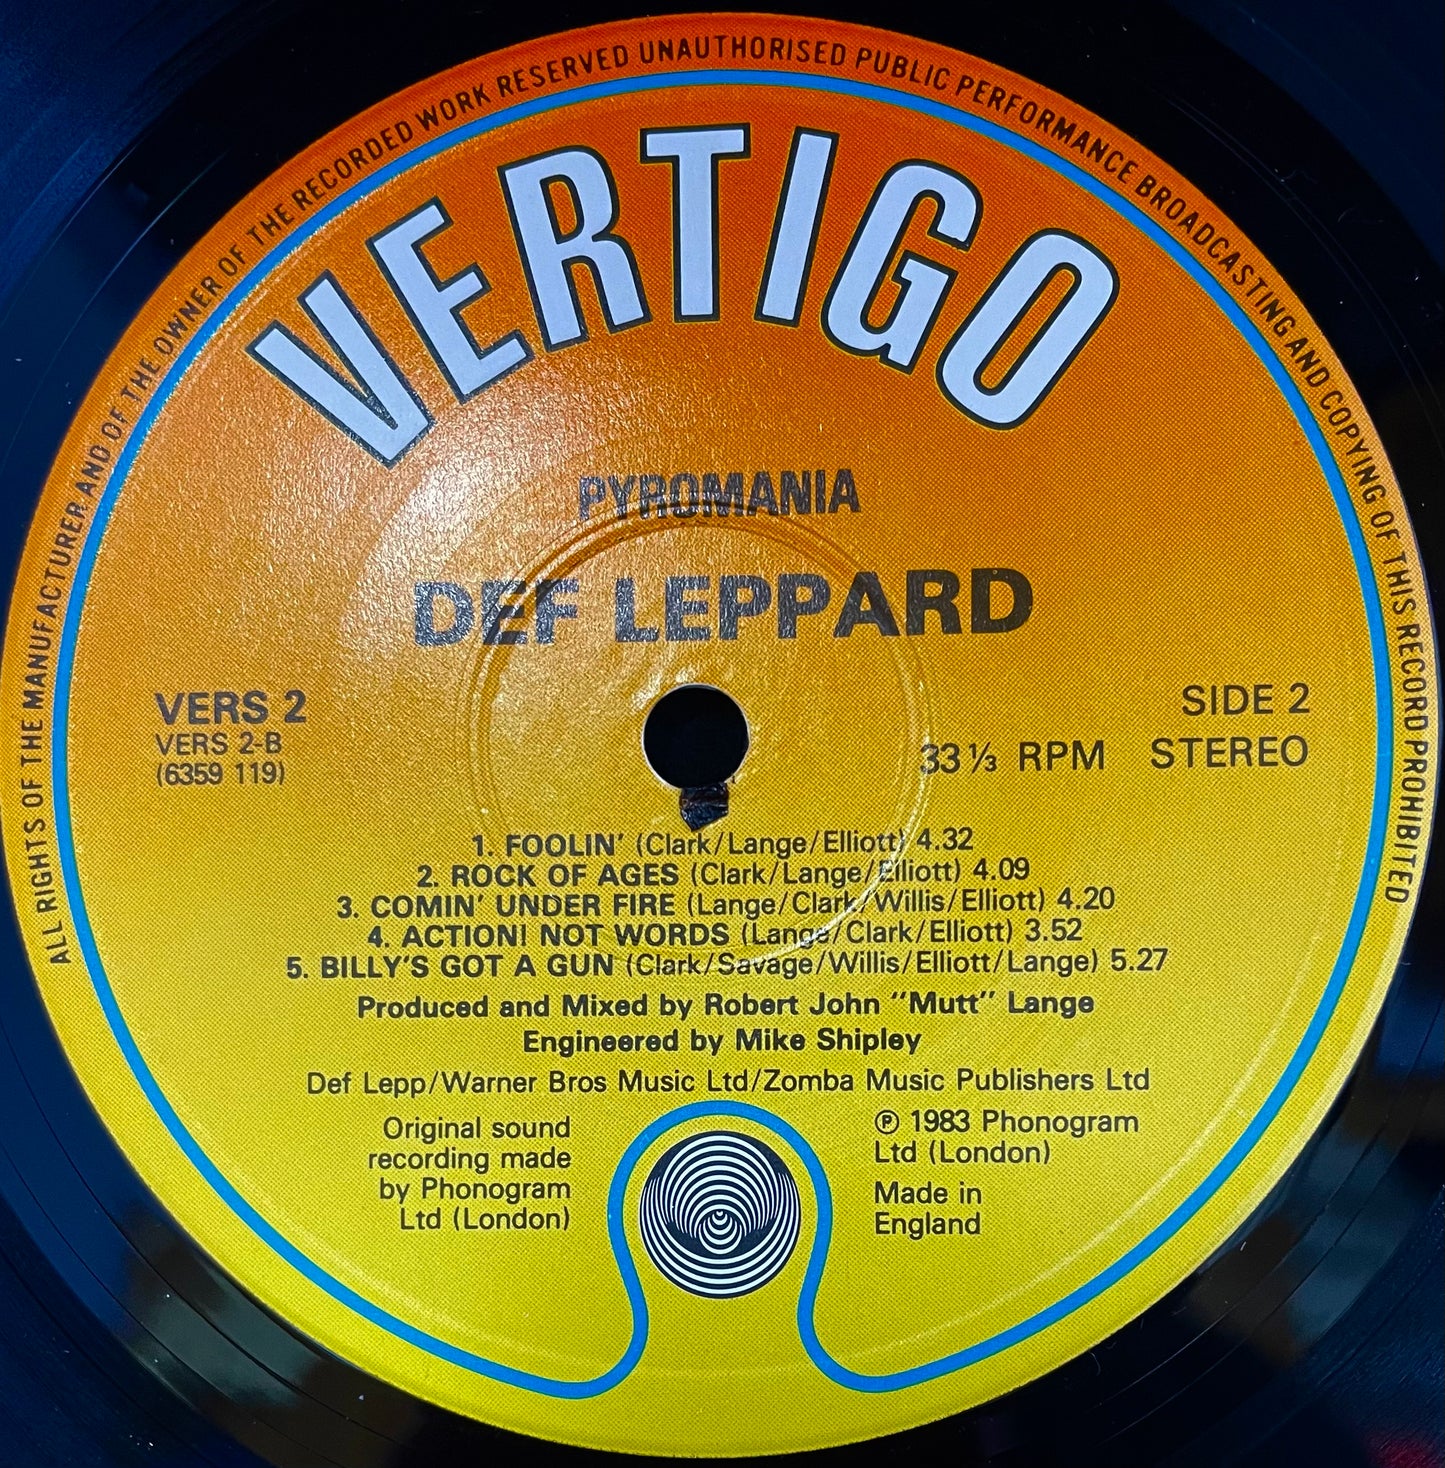 ALL RIGHTS OF THE MANUFACTURER AND OF THE OWNER OF THE RECORDED WORK RESERVED UNAUTHORISED PUBLIC PERFORMANCE BROADCASTING AND COPYING OF THIS RECORD PROHIBITED
VERTIGO
PYROMANIA
DEF LEPPARD
VERS 2
VERS 2-B
(6359 119)
SIDE 2
33⅓ RPM STEREO
1. FOOLIN' (Clark/Lange/Elliott) 4.32
2. ROCK OF AGES (Clark/Lange/Elliott) 4.09
3. COMIN' UNDER FIRE (Lange/Clark/Willis/Elliott) 4.20
4. ACTION! NOT WORDS (Lange/Clark/Elliott) 3.52
5. BILLY'S GOT A GUN (Clark/Savage/Willis/Elliott/Lange) 5.27
Produced and Mixed by Robert John "Mutt" Lange
Engineered by Mike Shipley
Def Lepp/Warner Bros Music Ltd/Zomba Music Publishers Ltd
Original sound
recording made
by Phonogram
Ltd (London)
℗ 1983 Phonogram
Ltd (London)
Made in
England